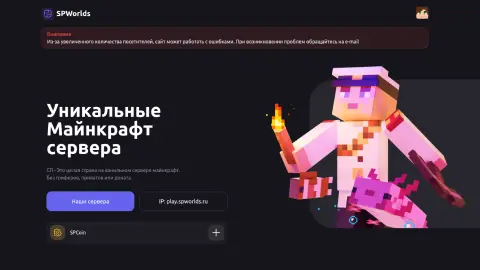 SPWorlds
Внимание
Из-за увеличенного количества посетителей, сайт может работать с ошибками. При возникновении проблем обращайтесь на e-mail
Уникальные
Майнкрафт
сервера
СП - Это целая страна на ванильном сервере майнкрафт.
Без гриферки, приватов или доната.
Наши сервера
IP: play.spworlds.ru
SPCoin